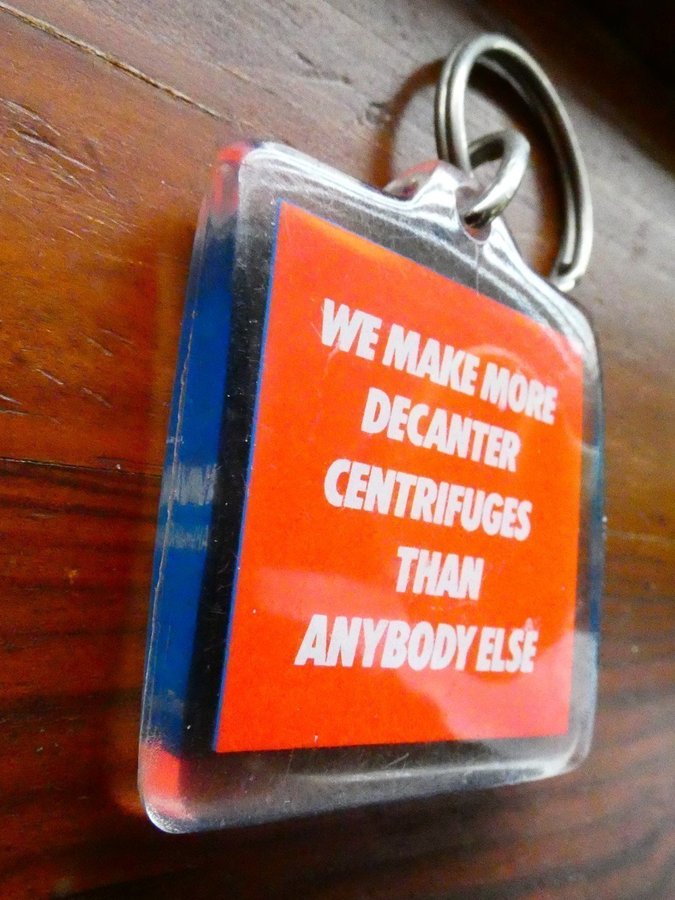 WE MAKE MORE
DECANTER
CENTRIFUGES
THAN
ANYBODY ELSE